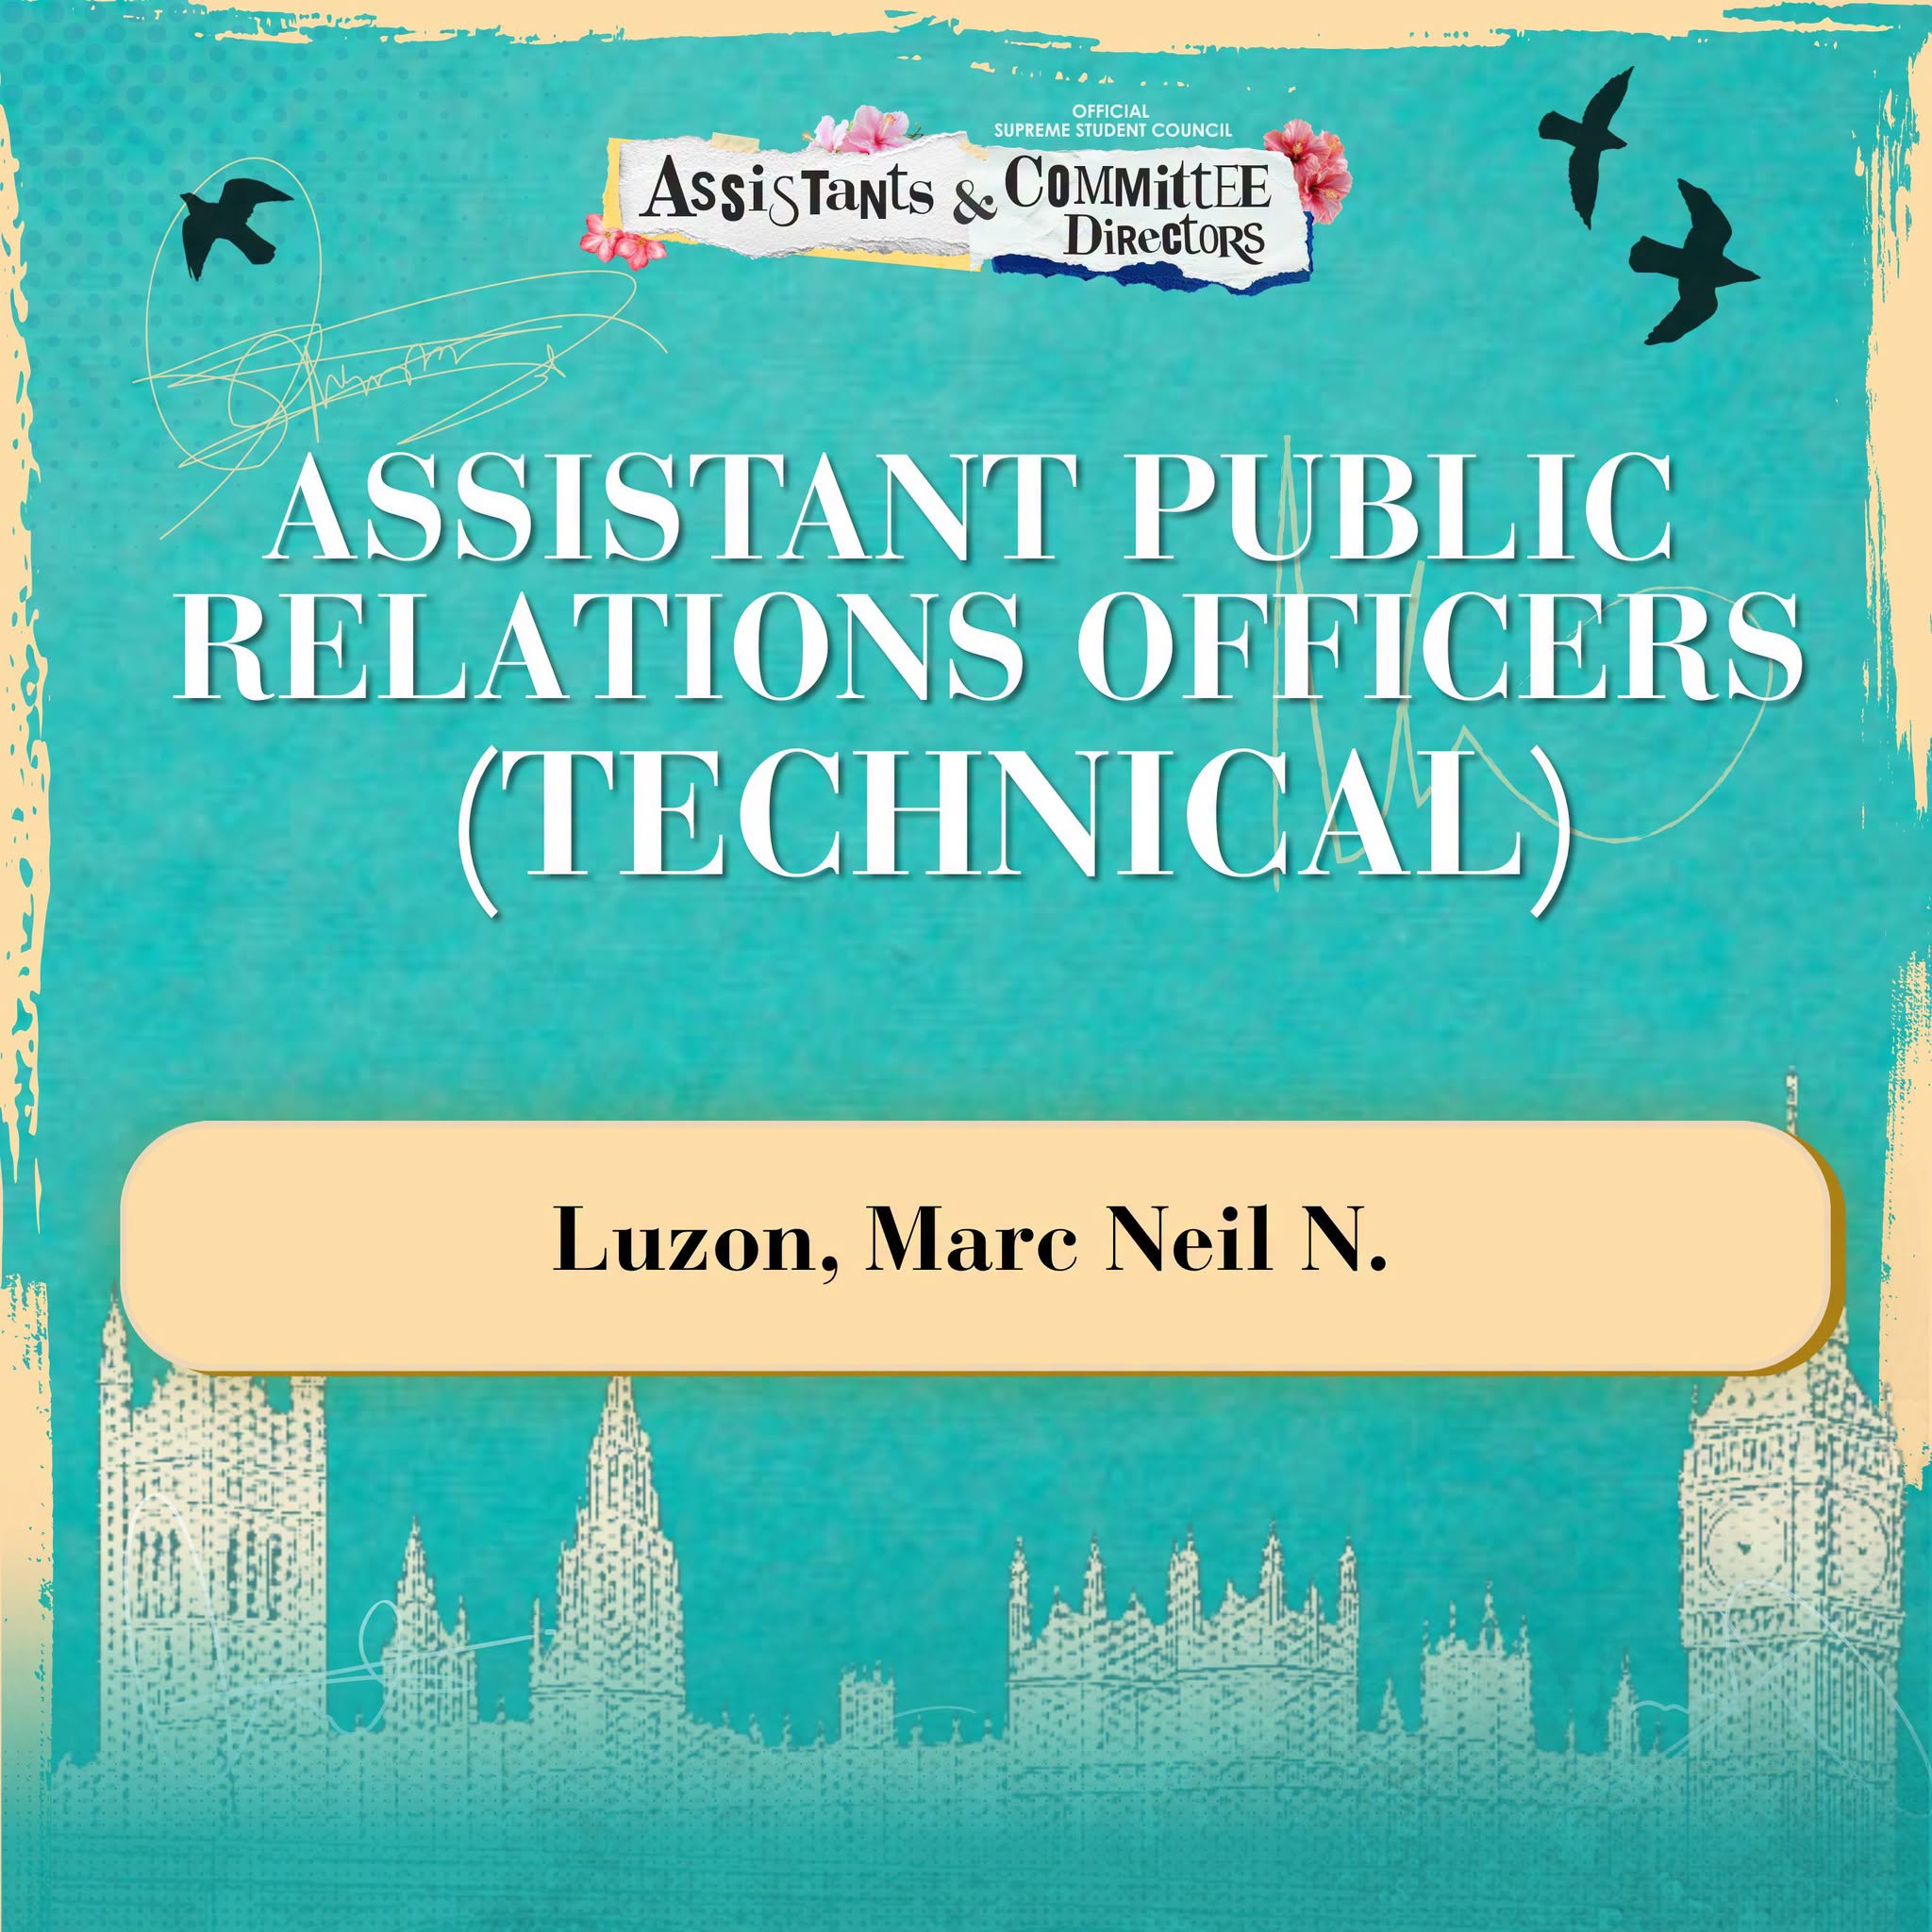 OFFICIAL
SUPREME STUDENT COUNCIL
Assistants & Committee
Directors
ASSISTANT PUBLIC
RELATIONS OFFICERS
(TECHNICAL)
Luzon, Marc Neil N.